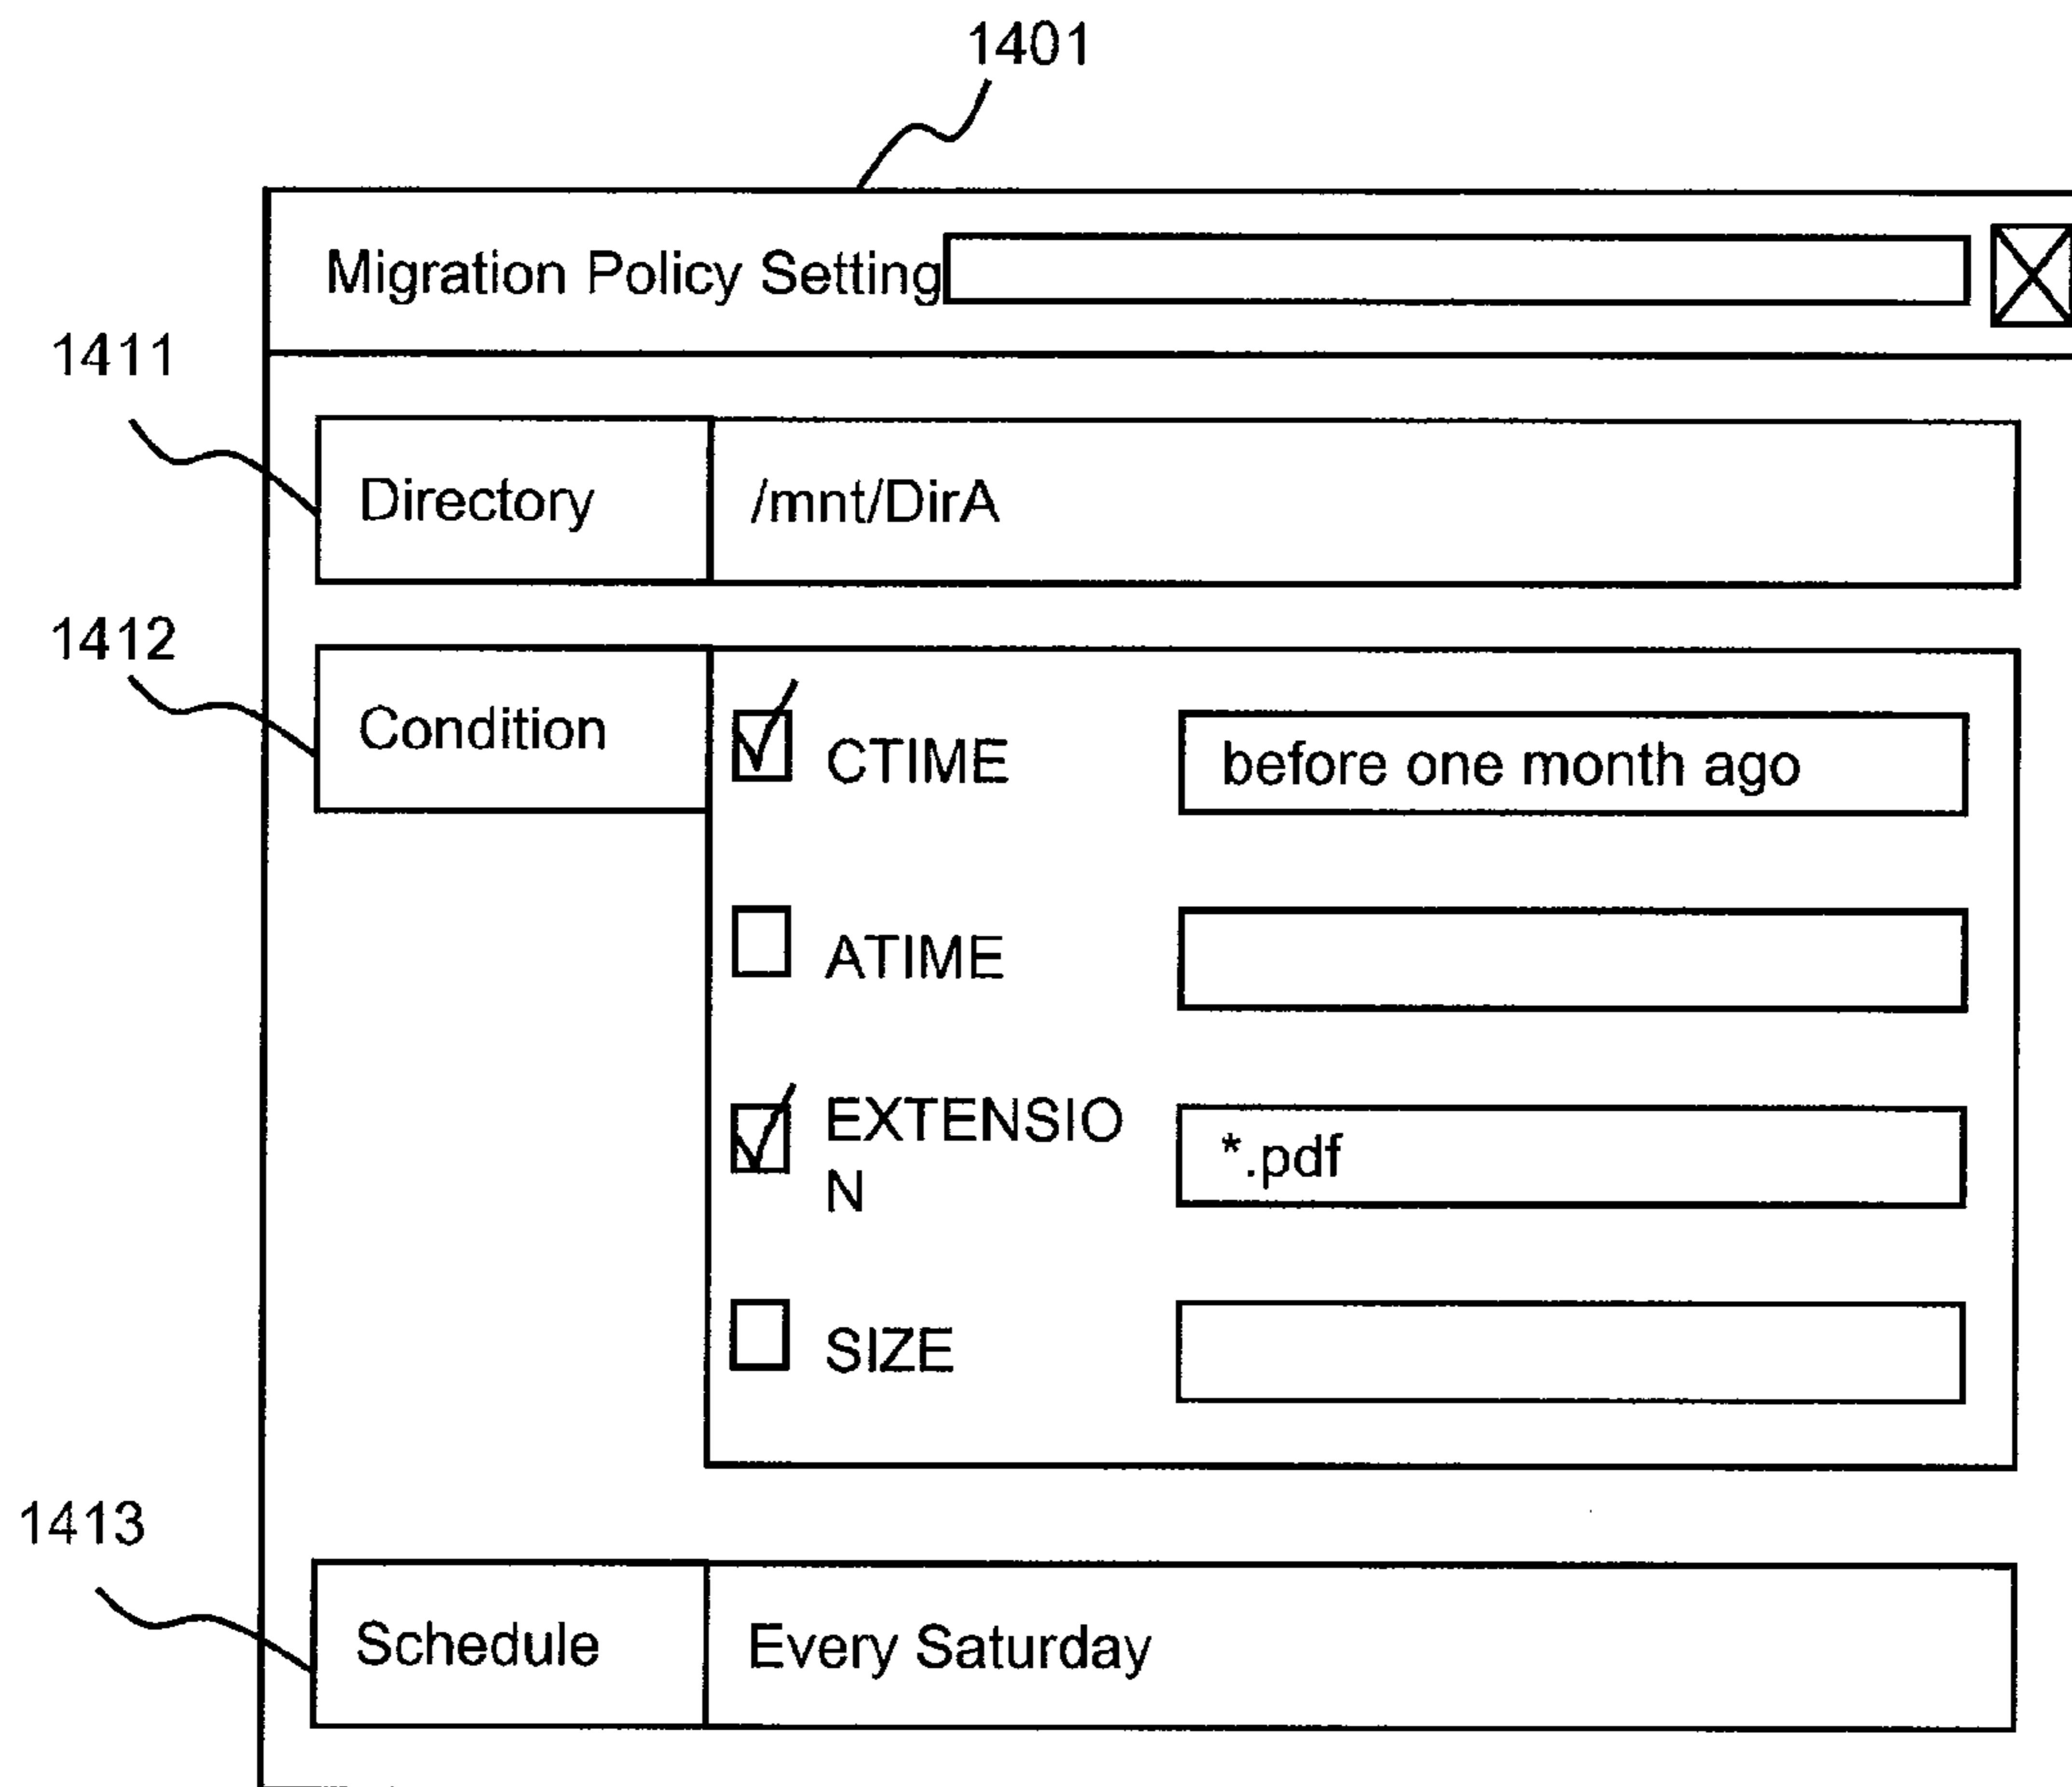 1401
Migration Policy Setting
1411
Directory /mnt/DirA
1412
Condition
CTIME before one month ago
ATIME
EXTENSIO
N
*.pdf
SIZE
1413
Schedule Every Saturday